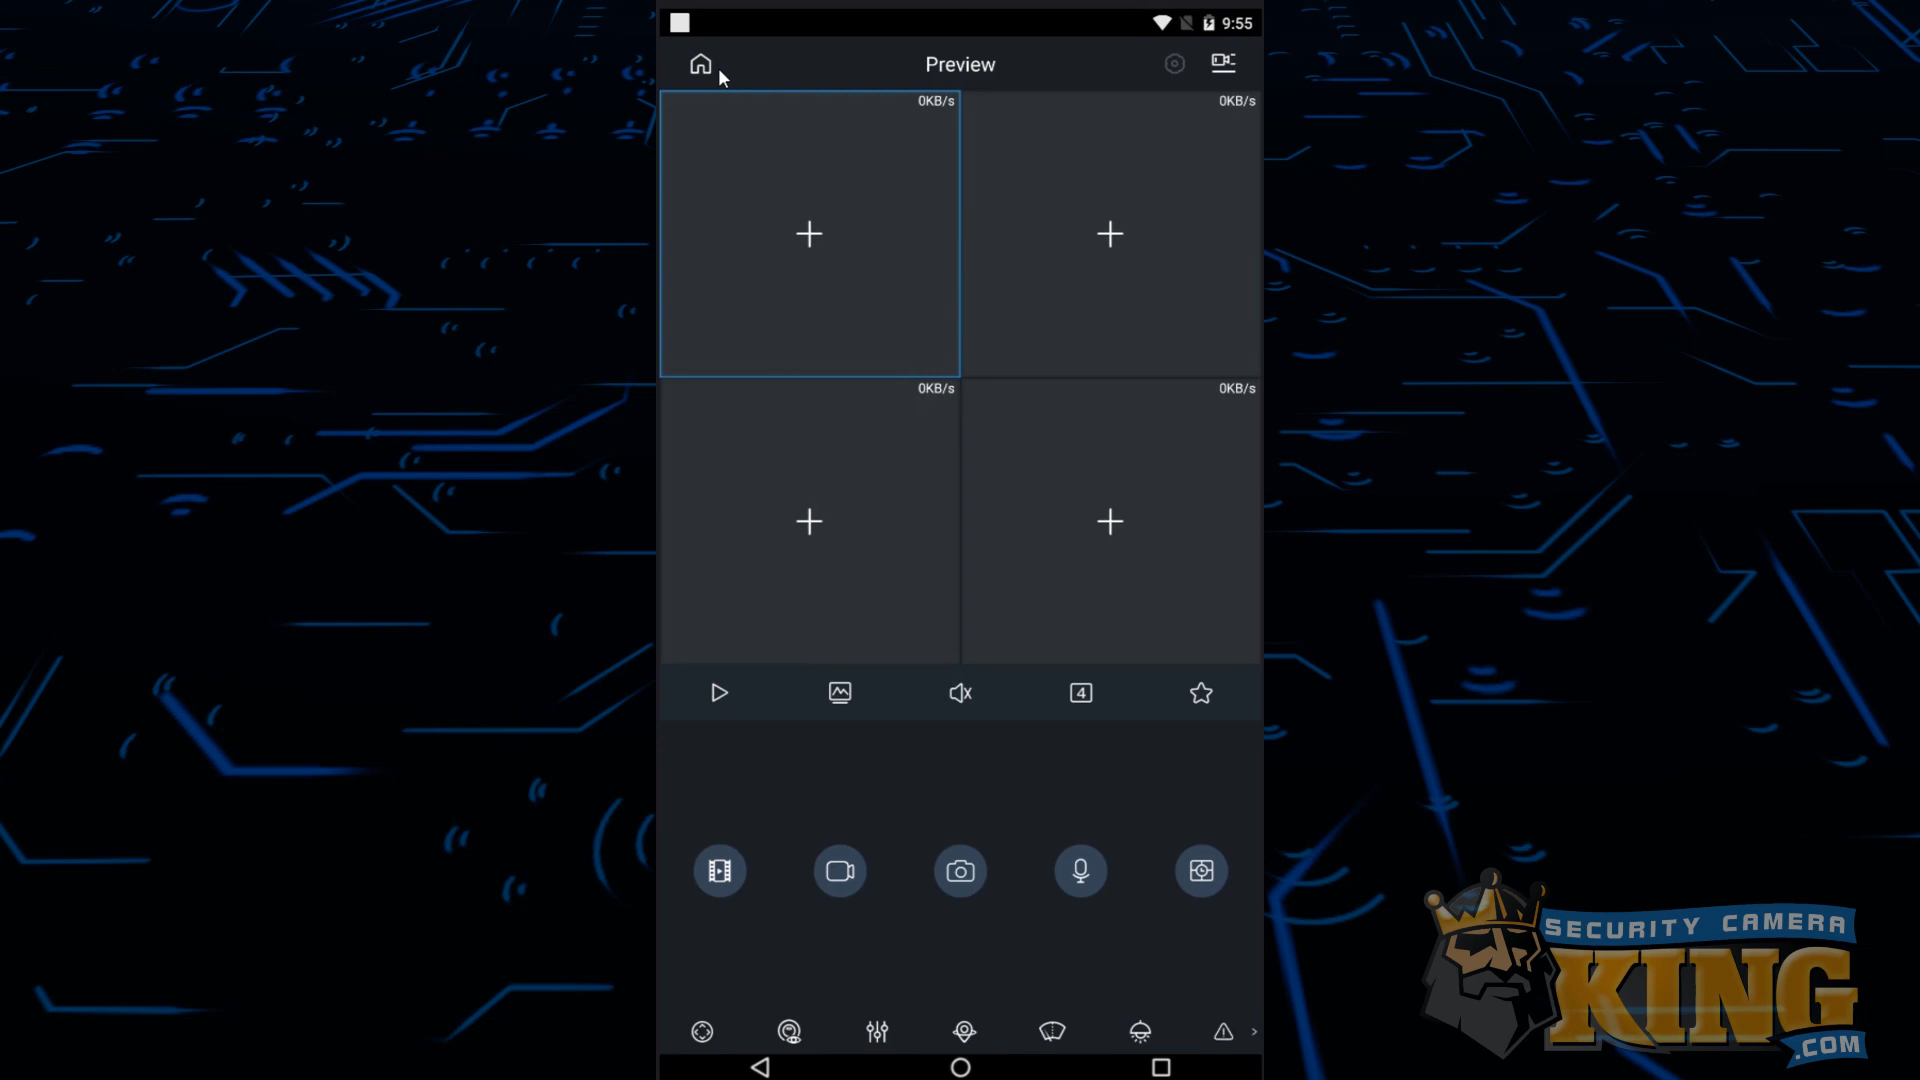 9:55
Preview
0KB/s
0KB/s
0KB/s
0KB/s
4
SECURITY CAMERA
KING
.COM